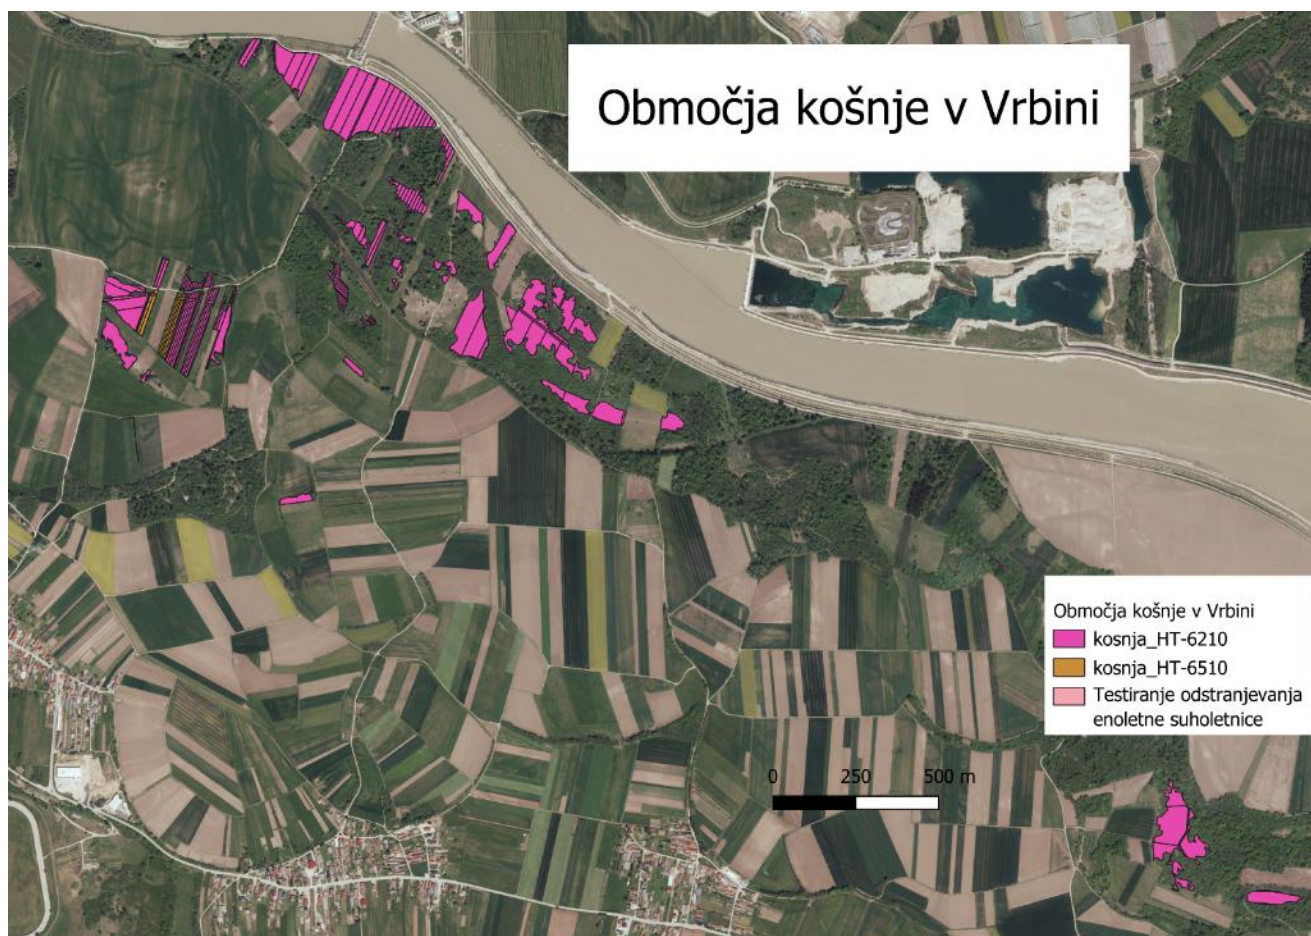 Območja košnje v Vrbini
Območja košnje v Vrbini
kosnja_HT-6210
kosnja_HT-6510
Testiranje odstranjevanja
enoletne suholetnice
0 250 500 m